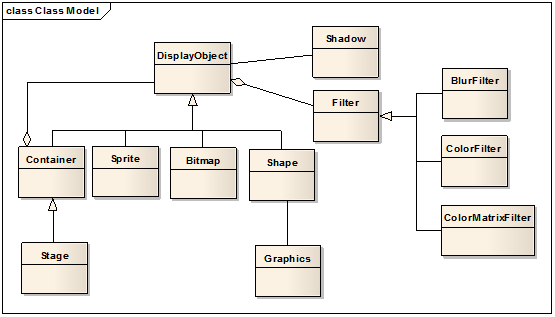 class Class Model
Shadow
DisplayObject
BlurFilter
Filter
ColorFilter
Container
Sprite
Bitmap
Shape
ColorMatrixFilter
Stage
Graphics